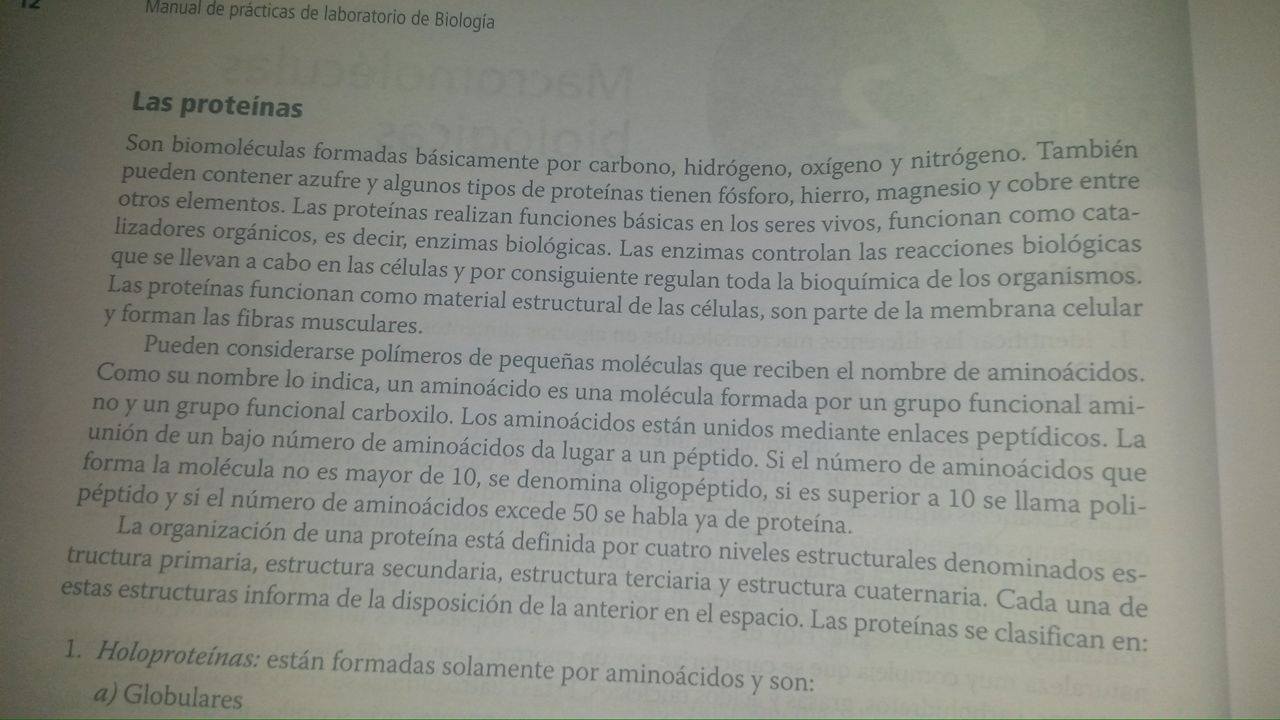 12
Manual de prácticas de laboratorio de Biología
Macromoléculas
biológicas
2
Las proteínas
Son biomoléculas formadas básicamente por carbono, hidrógeno, oxígeno y nitrógeno. También
pueden contener azufre y algunos tipos de proteínas tienen fósforo, hierro, magnesio y cobre entre
otros elementos. Las proteínas realizan funciones básicas en los seres vivos, funcionan como cata-
lizadores orgánicos, es decir, enzimas biológicas. Las enzimas controlan las reacciones biológicas
que se llevan a cabo en las células y por consiguiente regulan toda la bioquímica de los organismos.
Las proteínas funcionan como material estructural de las células, son parte de la membrana celular
y forman las fibras musculares.
Pueden considerarse polímeros de pequeñas moléculas que reciben el nombre de aminoácidos.
Como su nombre lo indica, un aminoácido es una molécula formada por un grupo funcional ami-
no y un grupo funcional carboxilo. Los aminoácidos están unidos mediante enlaces peptídicos. La
unión de un bajo número de aminoácidos da lugar a un péptido. Si el número de aminoácidos que
forma la molécula no es mayor de 10, se denomina oligopéptido, si es superior a 10 se llama poli-
péptido y si el número de aminoácidos excede 50 se habla ya de proteína.
La organización de una proteína está definida por cuatro niveles estructurales denominados es-
tructura primaria, estructura secundaria, estructura terciaria y estructura cuaternaria. Cada una de
estas estructuras informa de la disposición de la anterior en el espacio. Las proteínas se clasifican en:
1. Holoproteínas: están formadas solamente por aminoácidos y son:
a) Globulares